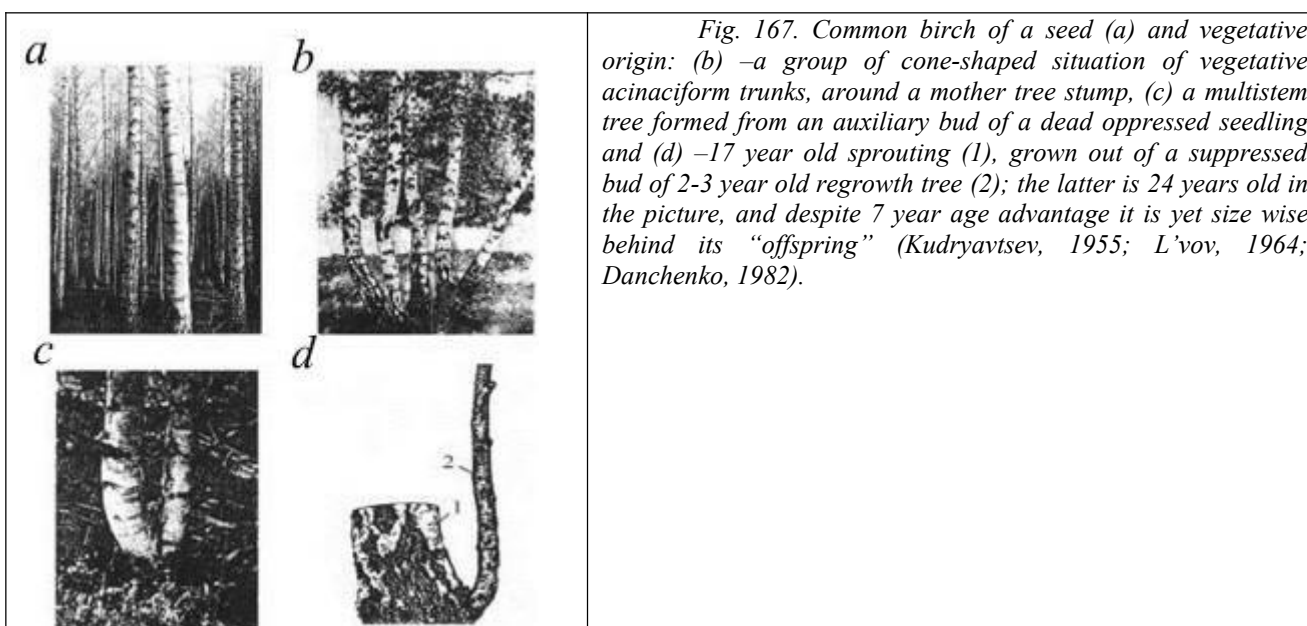 a
b
c
d
2
1
Fig. 167. Common birch of a seed (a) and vegetative
origin: (b) –a group of cone-shaped situation of vegetative
acinaciform trunks, around a mother tree stump, (c) a multistem
tree formed from an auxiliary bud of a dead oppressed seedling
and (d) –17 year old sprouting (1), grown out of a suppressed
bud of 2-3 year old regrowth tree (2); the latter is 24 years old in
the picture, and despite 7 year age advantage it is yet size wise
behind its “offspring” (Kudryavtsev, 1955; L’vov, 1964;
Danchenko, 1982).